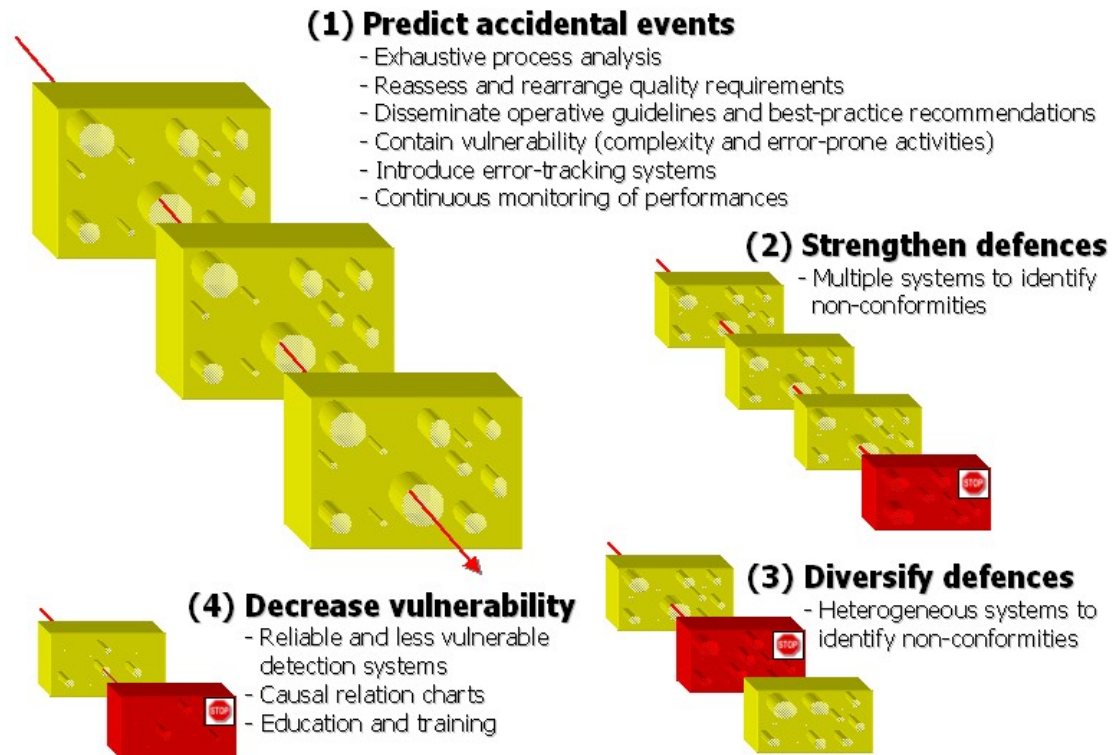 (1) Predict accidental events
- Exhaustive process analysis
- Reassess and rearrange quality requirements
- Disseminate operative guidelines and best-practice recommendations
- Contain vulnerability (complexity and error-prone activities)
- Introduce error-tracking systems
- Continuous monitoring of performances
(2) Strengthen defences
- Multiple systems to identify
non-conformities
STOP
(3) Diversify defences
- Heterogeneous systems to
identify non-conformities
STOP
(4) Decrease vulnerability
- Reliable and less vulnerable
detection systems
- Causal relation charts
- Education and training
STOP